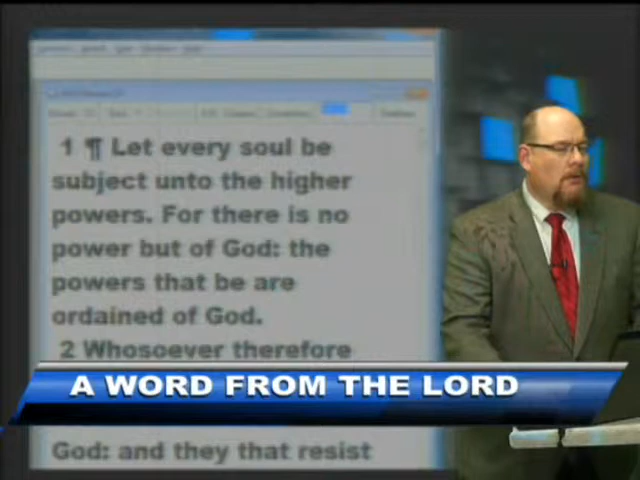 1 ¶ Let every soul be
subject unto the higher
powers. For there is no
power but of God: the
powers that be are
ordained of God.
2 Whosoever therefore
A WORD FROM THE LORD
God: and they that resist